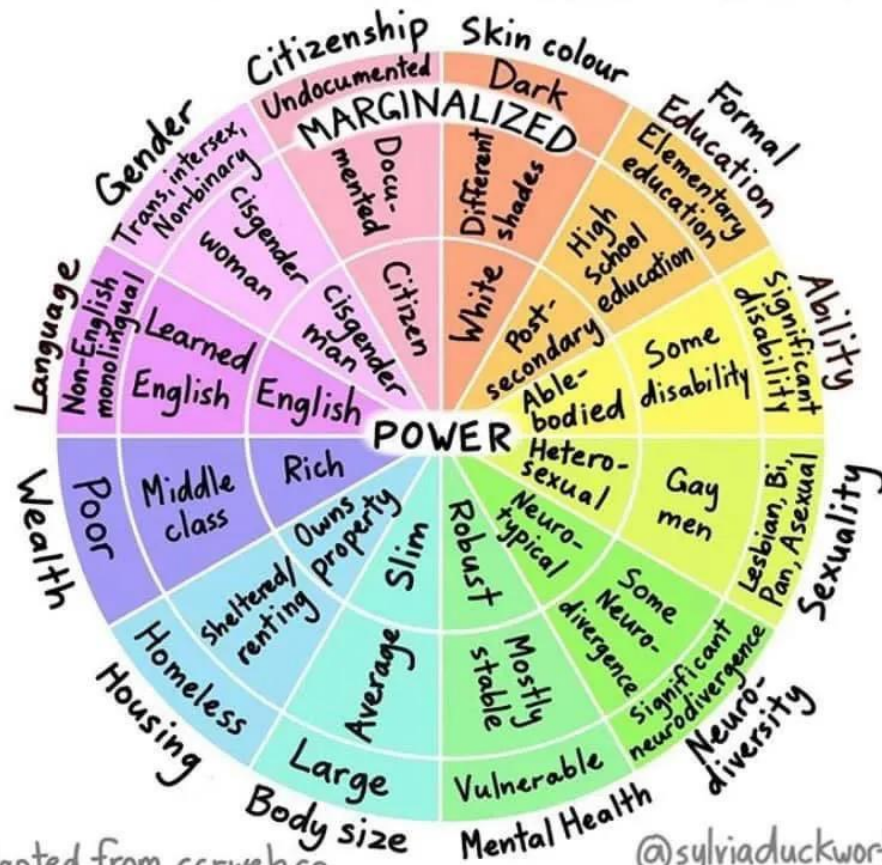 Citizenship
Undocumented
Docu-
mented
Citizen
Skin colour
Dark
Different
shades
White
Formal
Education
Elementary
education
High
school
education
Post-
secondary
Ability
Significant
disability
Some
disability
Able-
bodied
Sexuality
Lesbian, Bi,
Pan, Asexual
Gay
men
Hetero-
sexual
Neuro-
diversity
Significant
neurodivergence
Some
Neuro-
divergence
Neuro-
typical
Mental Health
Vulnerable
Mostly
stable
Robust
Body size
Large
Average
Slim
Housing
Homeless
Sheltered/
renting
Owns
property
Wealth
Poor
Middle
class
Rich
Language
Non-English
monolingual
Learned
English
English
Gender
Trans, intersex,
Non-binary
Cisgender
woman
cisgender
man
MARGINALIZED
POWER
from
@sylviaduckwor